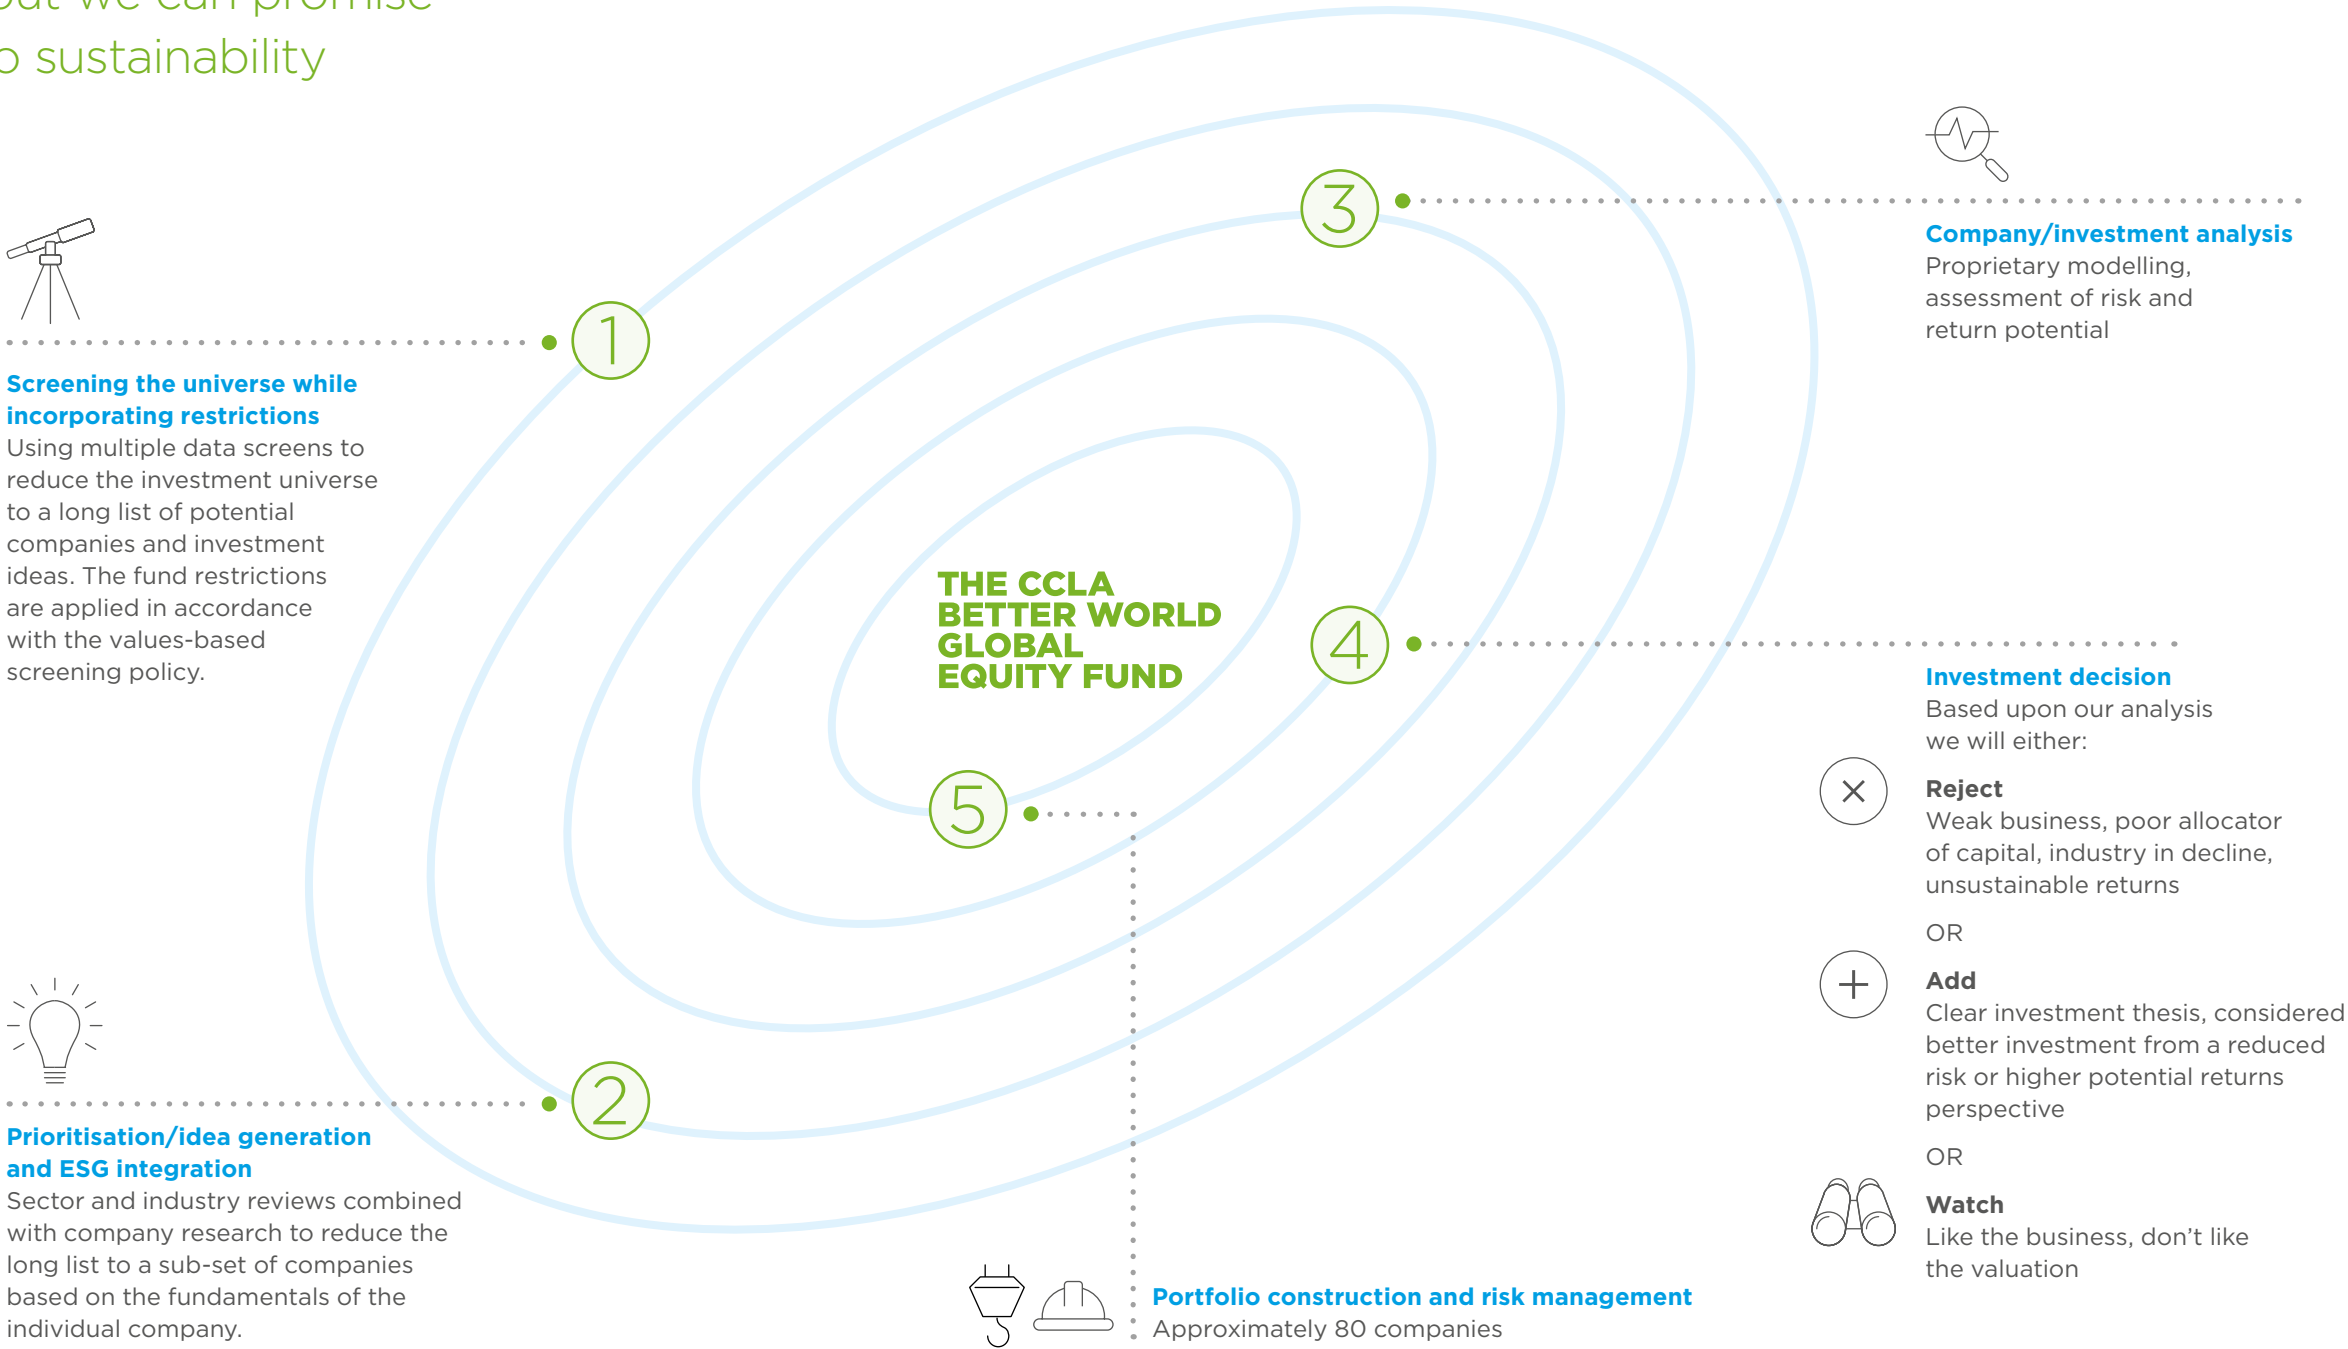 but we can promise
o sustainability
1
Screening the universe while
incorporating restrictions
Using multiple data screens to
reduce the investment universe
to a long list of potential
companies and investment
ideas. The fund restrictions
are applied in accordance
with the values-based
screening policy.
2
Prioritisation/idea generation
and ESG integration
Sector and industry reviews combined
with company research to reduce the
long list to a sub-set of companies
based on the fundamentals of the
individual company.
3
Company/investment analysis
Proprietary modelling,
assessment of risk and
return potential
THE CCLA
BETTER WORLD
GLOBAL
EQUITY FUND
4
Investment decision
Based upon our analysis
we will either:
Reject
Weak business, poor allocator
of capital, industry in decline,
unsustainable returns
OR
Add
Clear investment thesis, considered
better investment from a reduced
risk or higher potential returns
perspective
OR
Watch
Like the business, don't like
the valuation
5
Portfolio construction and risk management
Approximately 80 companies